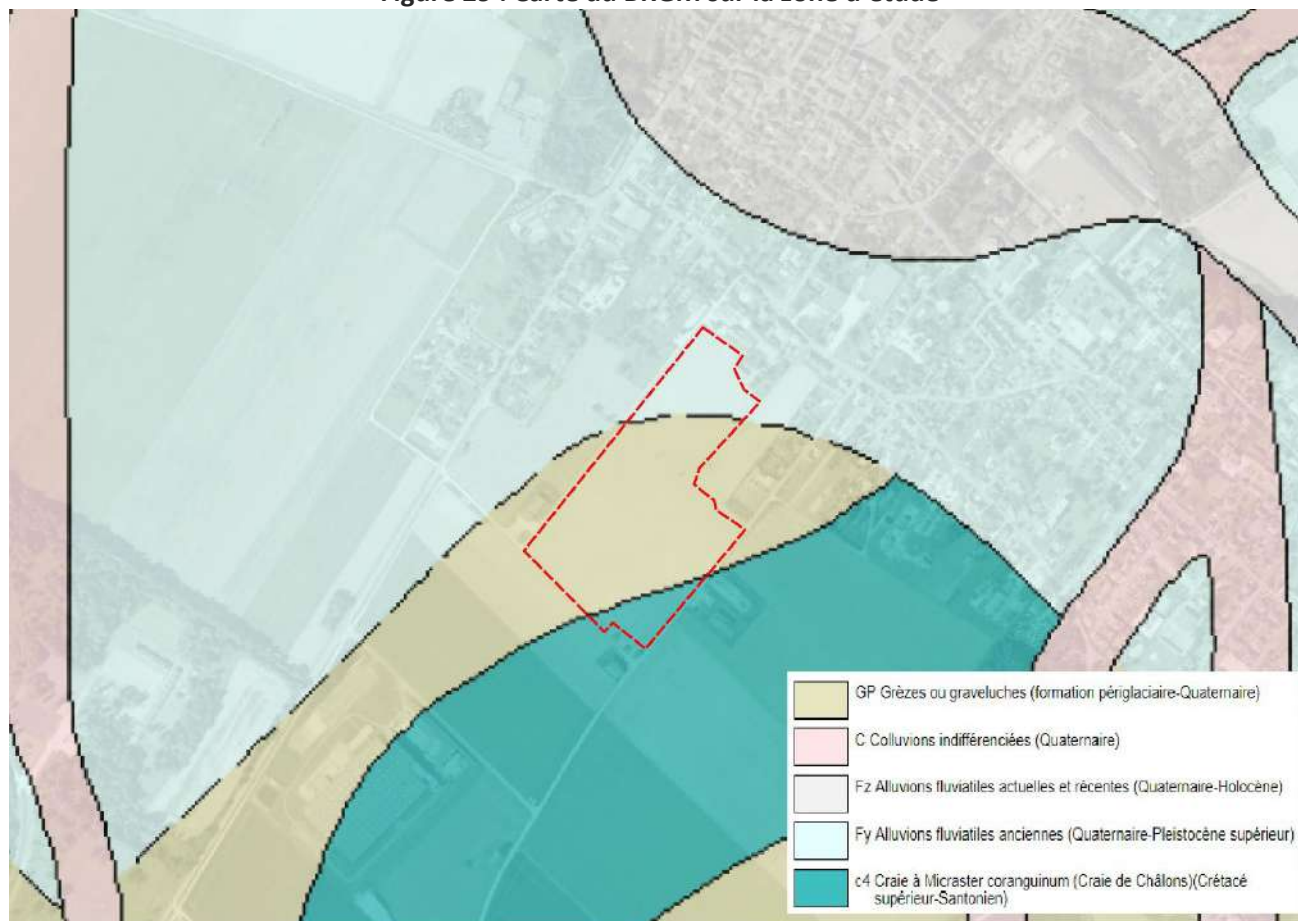 GP Grèzes ou graveluches (formation périglaciaire-Quaternaire)
C Colluvions indifférenciées (Quaternaire)
Fz Alluvions fluviatiles actuelles et récentes (Quaternaire-Holocène)
Fy Alluvions fluviatiles anciennes (Quaternaire-Pleistocène supérieur)
c4 Craie à Micraster coranguinum (Craie de Châlons)(Crétacé
supérieur-Santonien)